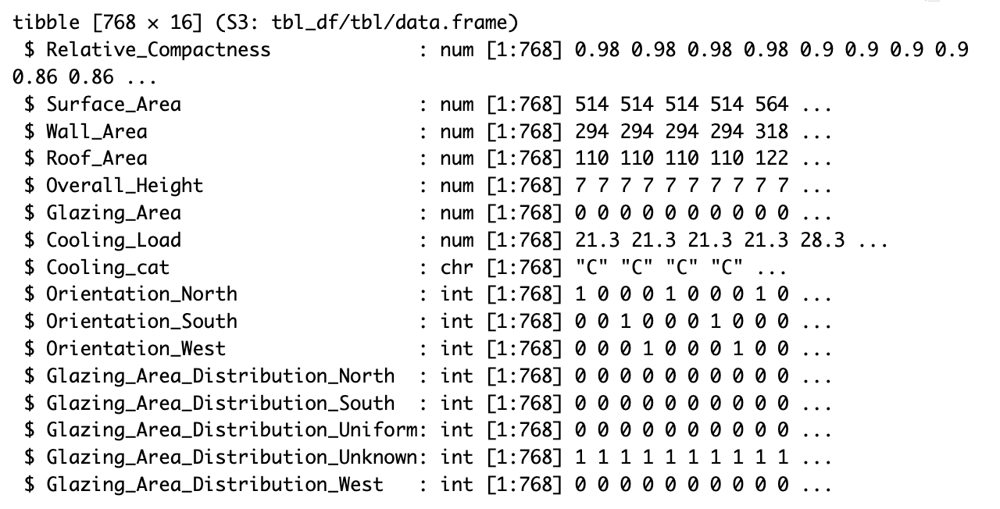 tibble [768 × 16] (S3: tbl_df/tbl/data.frame)
 $ Relative_Compactness             : num [1:768] 0.98 0.98 0.98 0.98 0.9 0.9 0.9 0.9
0.86 0.86 ...
 $ Surface_Area                     : num [1:768] 514 514 514 514 564 ...
 $ Wall_Area                        : num [1:768] 294 294 294 294 318 ...
 $ Roof_Area                        : num [1:768] 110 110 110 110 122 ...
 $ Overall_Height                   : num [1:768] 7 7 7 7 7 7 7 7 7 7 ...
 $ Glazing_Area                     : num [1:768] 0 0 0 0 0 0 0 0 0 0 ...
 $ Cooling_Load                     : num [1:768] 21.3 21.3 21.3 21.3 28.3 ...
 $ Cooling_cat                      : chr [1:768] "C" "C" "C" "C" ...
 $ Orientation_North                : int [1:768] 1 0 0 0 1 0 0 0 1 0 ...
 $ Orientation_South                : int [1:768] 0 0 1 0 0 0 1 0 0 0 ...
 $ Orientation_West                 : int [1:768] 0 0 0 1 0 0 0 1 0 0 ...
 $ Glazing_Area_Distribution_North  : int [1:768] 0 0 0 0 0 0 0 0 0 0 ...
 $ Glazing_Area_Distribution_South  : int [1:768] 0 0 0 0 0 0 0 0 0 0 ...
 $ Glazing_Area_Distribution_Uniform: int [1:768] 0 0 0 0 0 0 0 0 0 0 ...
 $ Glazing_Area_Distribution_Unknown: int [1:768] 1 1 1 1 1 1 1 1 1 1 ...
 $ Glazing_Area_Distribution_West   : int [1:768] 0 0 0 0 0 0 0 0 0 0 ...